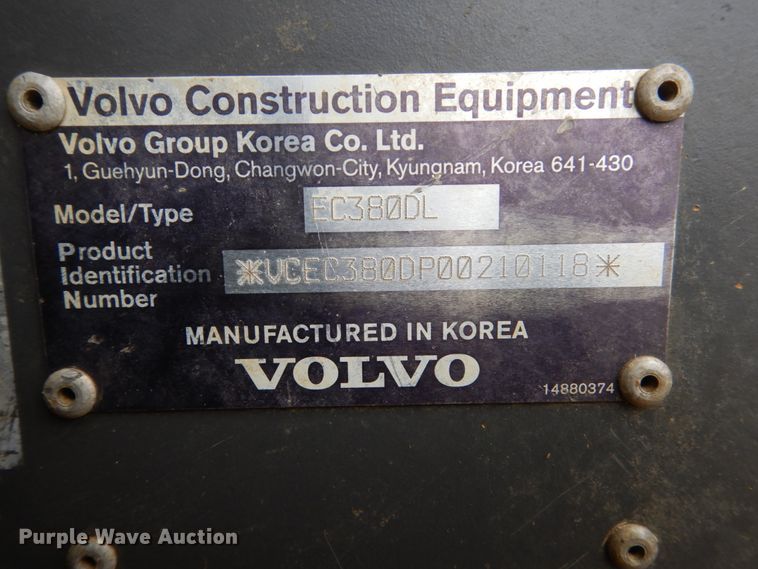 Volvo Construction Equipment
Volvo Group Korea Co. Ltd.
1, Guehyun-Dong, Changwon-City, Kyungnam, Korea 641-430
Model/Type EC380DL
Product
Identification *VCEC380DP00210118*
Number
MANUFACTURED IN KOREA
VOLVO
14880374
Purple Wave Auction